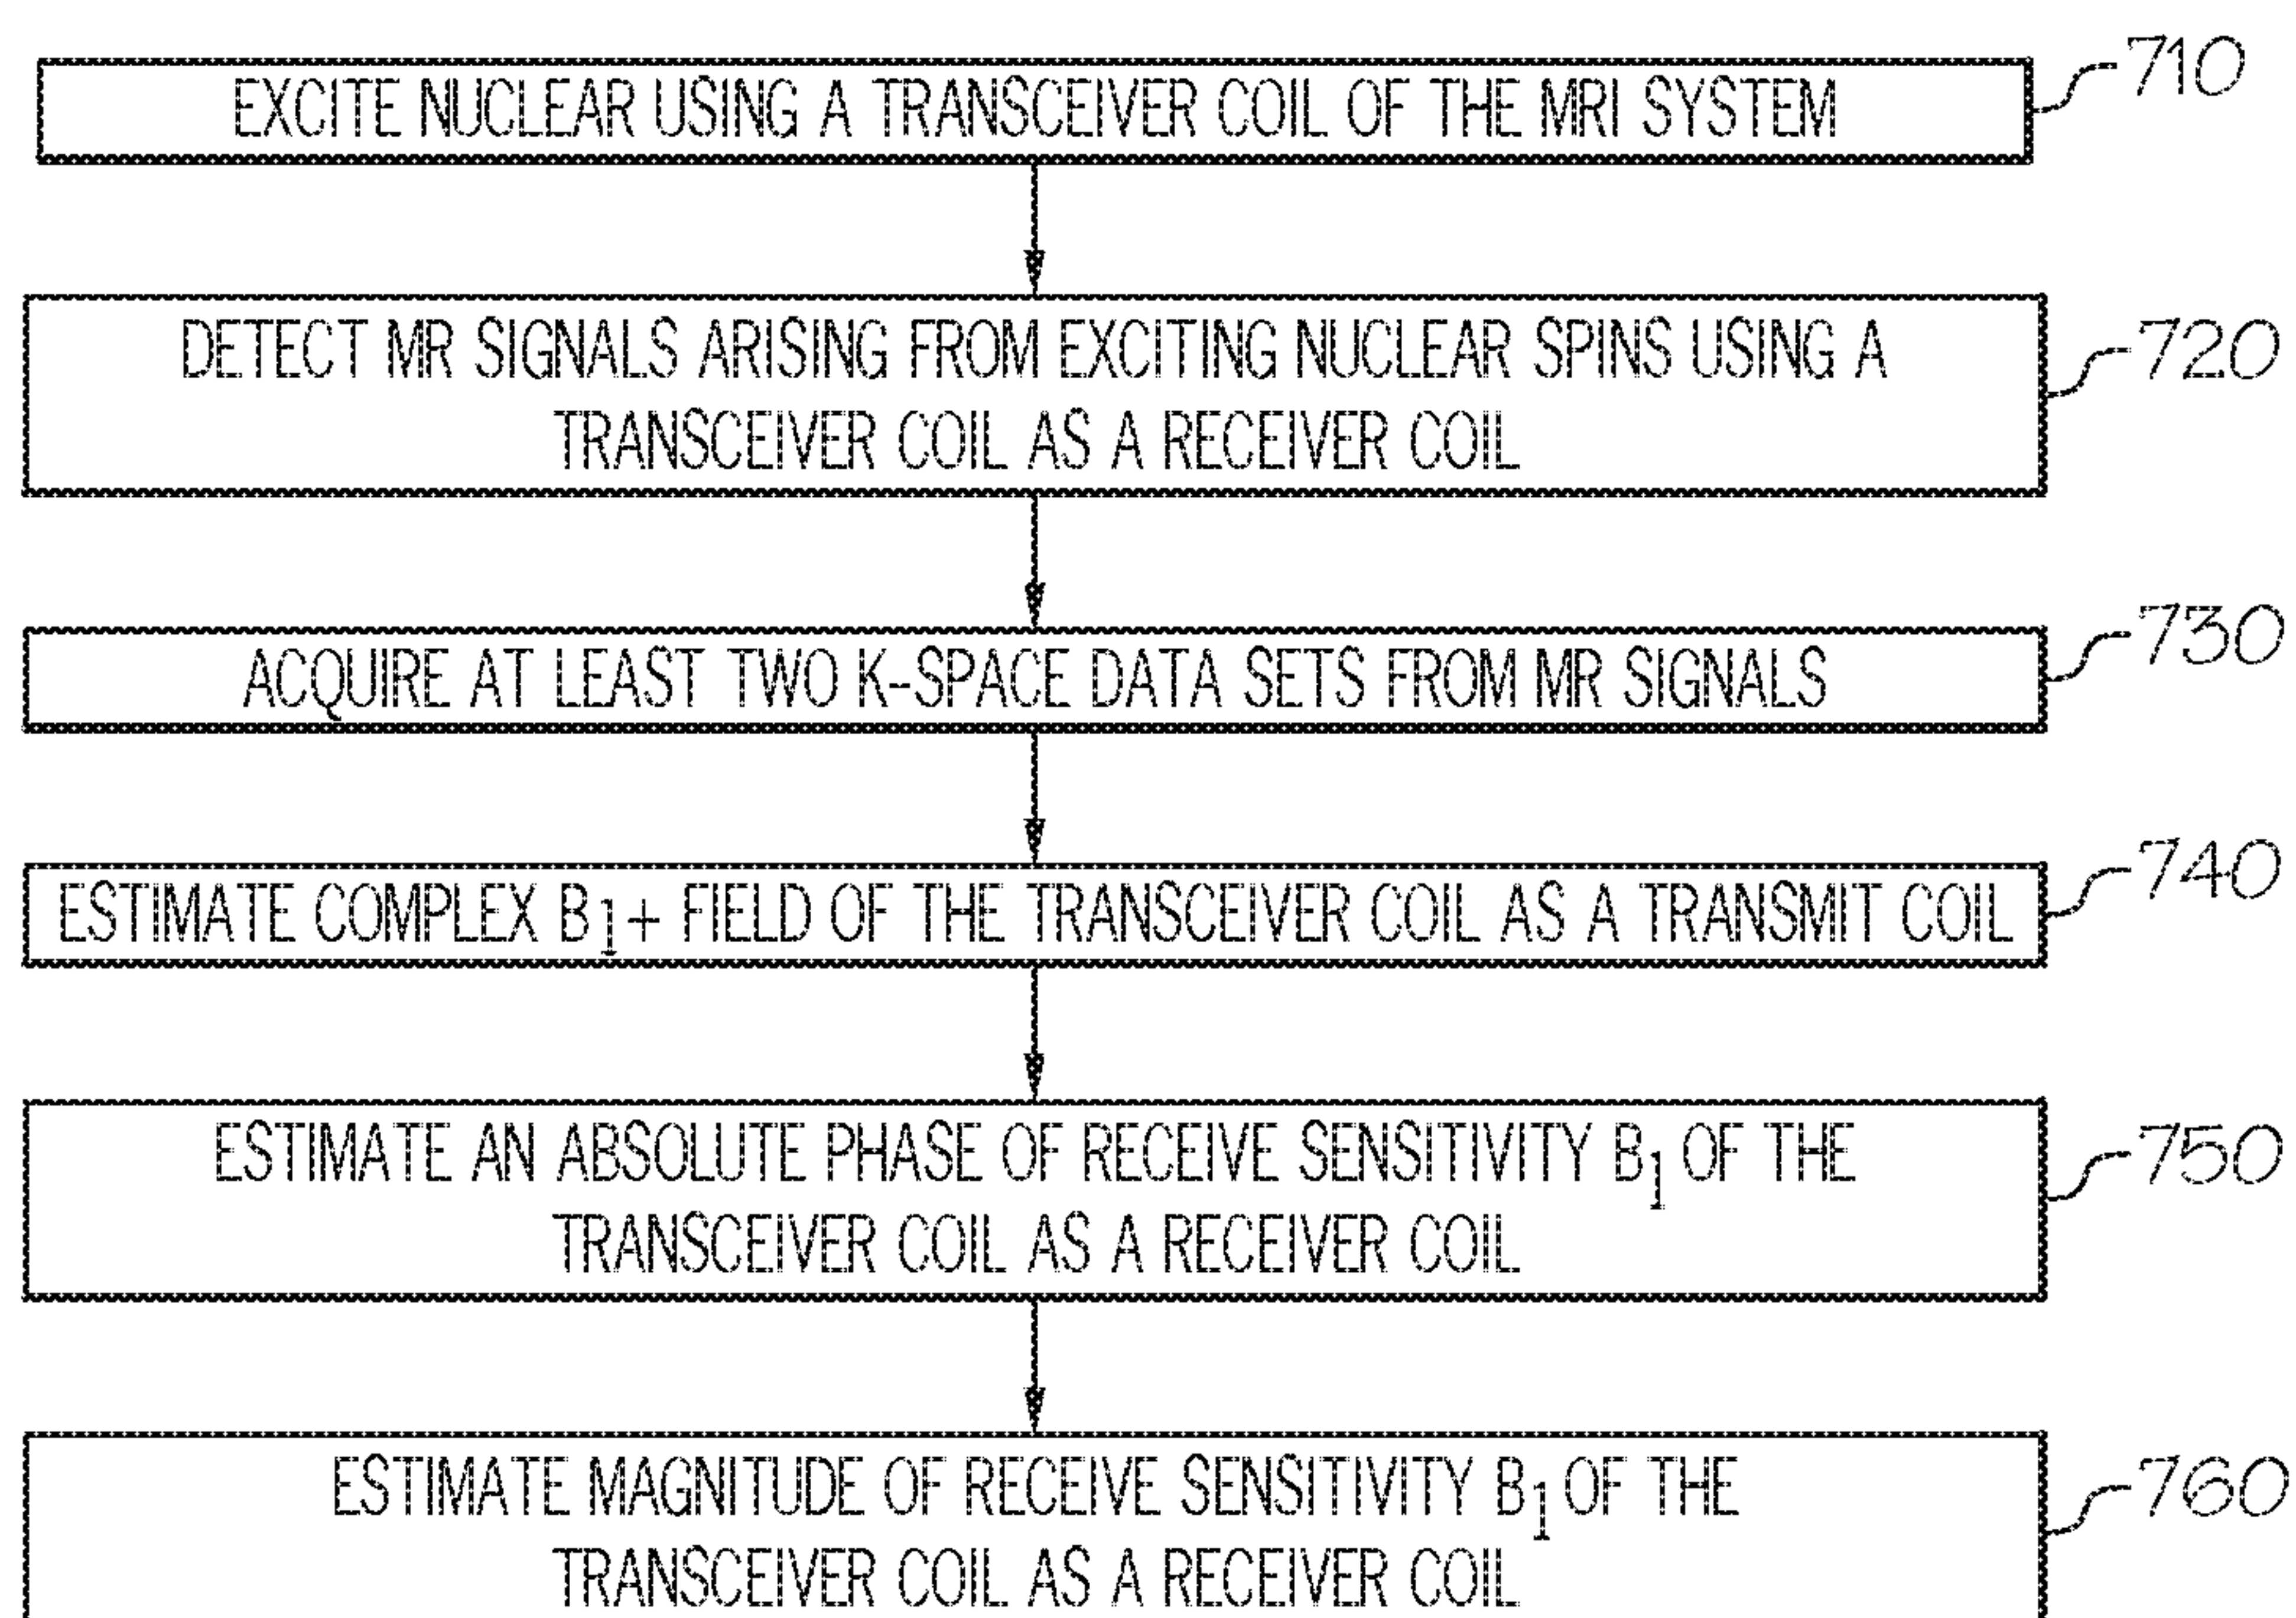 EXCITE NUCLEAR USING A TRANSCEIVER COIL OF THE MRI SYSTEM
710
DETECT MR SIGNALS ARISING FROM EXCITING NUCLEAR SPINS USING A
TRANSCEIVER COIL AS A RECEIVER COIL
720
ACQUIRE AT LEAST TWO K-SPACE DATA SETS FROM MR SIGNALS
730
ESTIMATE COMPLEX B1+ FIELD OF THE TRANSCEIVER COIL AS A TRANSMIT COIL
740
ESTIMATE AN ABSOLUTE PHASE OF RECEIVE SENSITIVITY B1 OF THE
TRANSCEIVER COIL AS A RECEIVER COIL
750
ESTIMATE MAGNITUDE OF RECEIVE SENSITIVITY B1 OF THE
TRANSCEIVER COIL AS A RECEIVER COIL
760